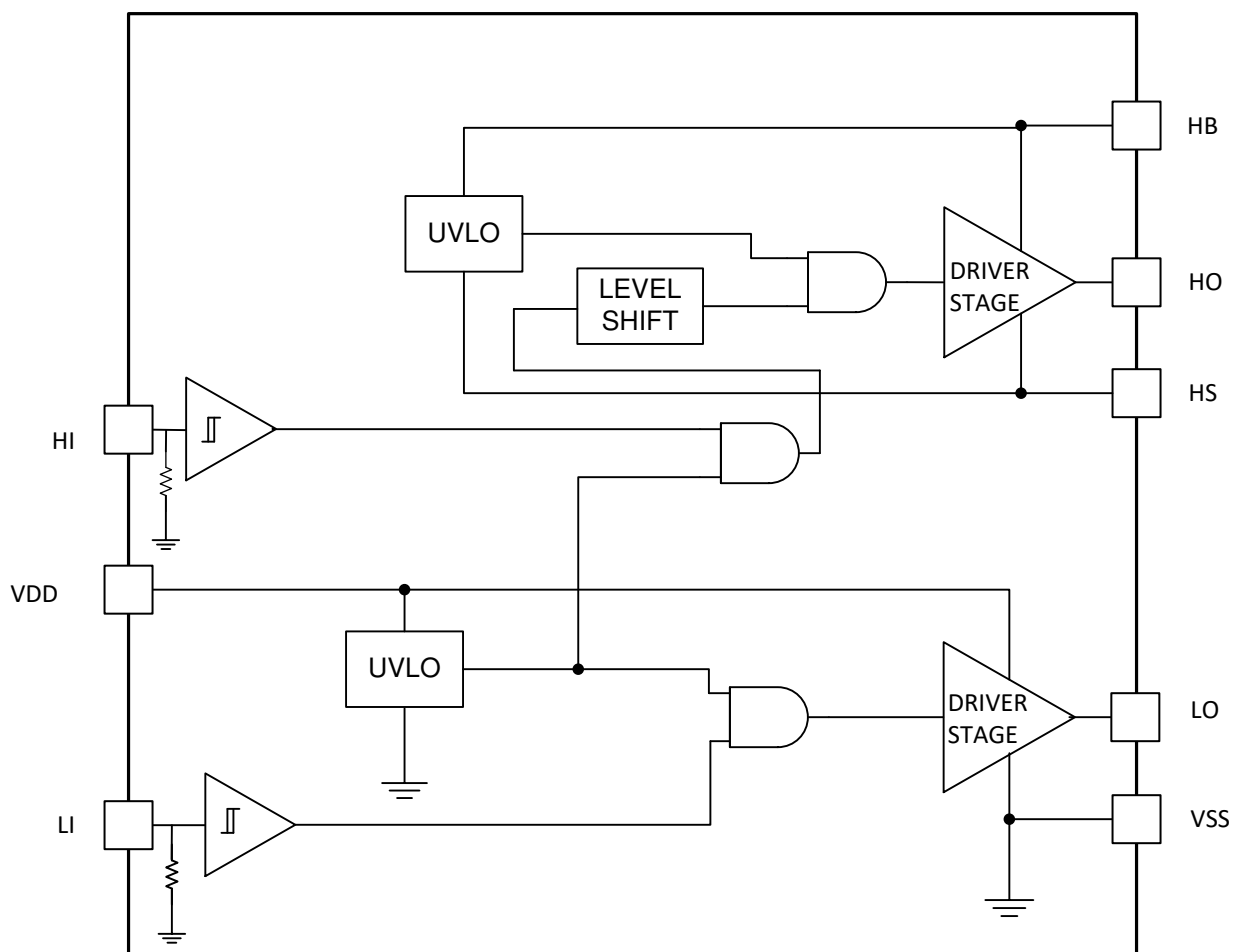 HB
UVLO
LEVEL
SHIFT
DRIVER
STAGE
HO
HS
HI
VDD
UVLO
DRIVER
STAGE
LO
LI
VSS